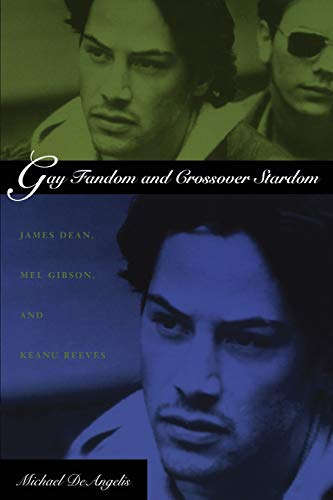 Gay Fandom and Crossover Stardom
JAMES DEAN,
MEL GIBSON,
AND
KEANU REEVES
Michael DeAngelis